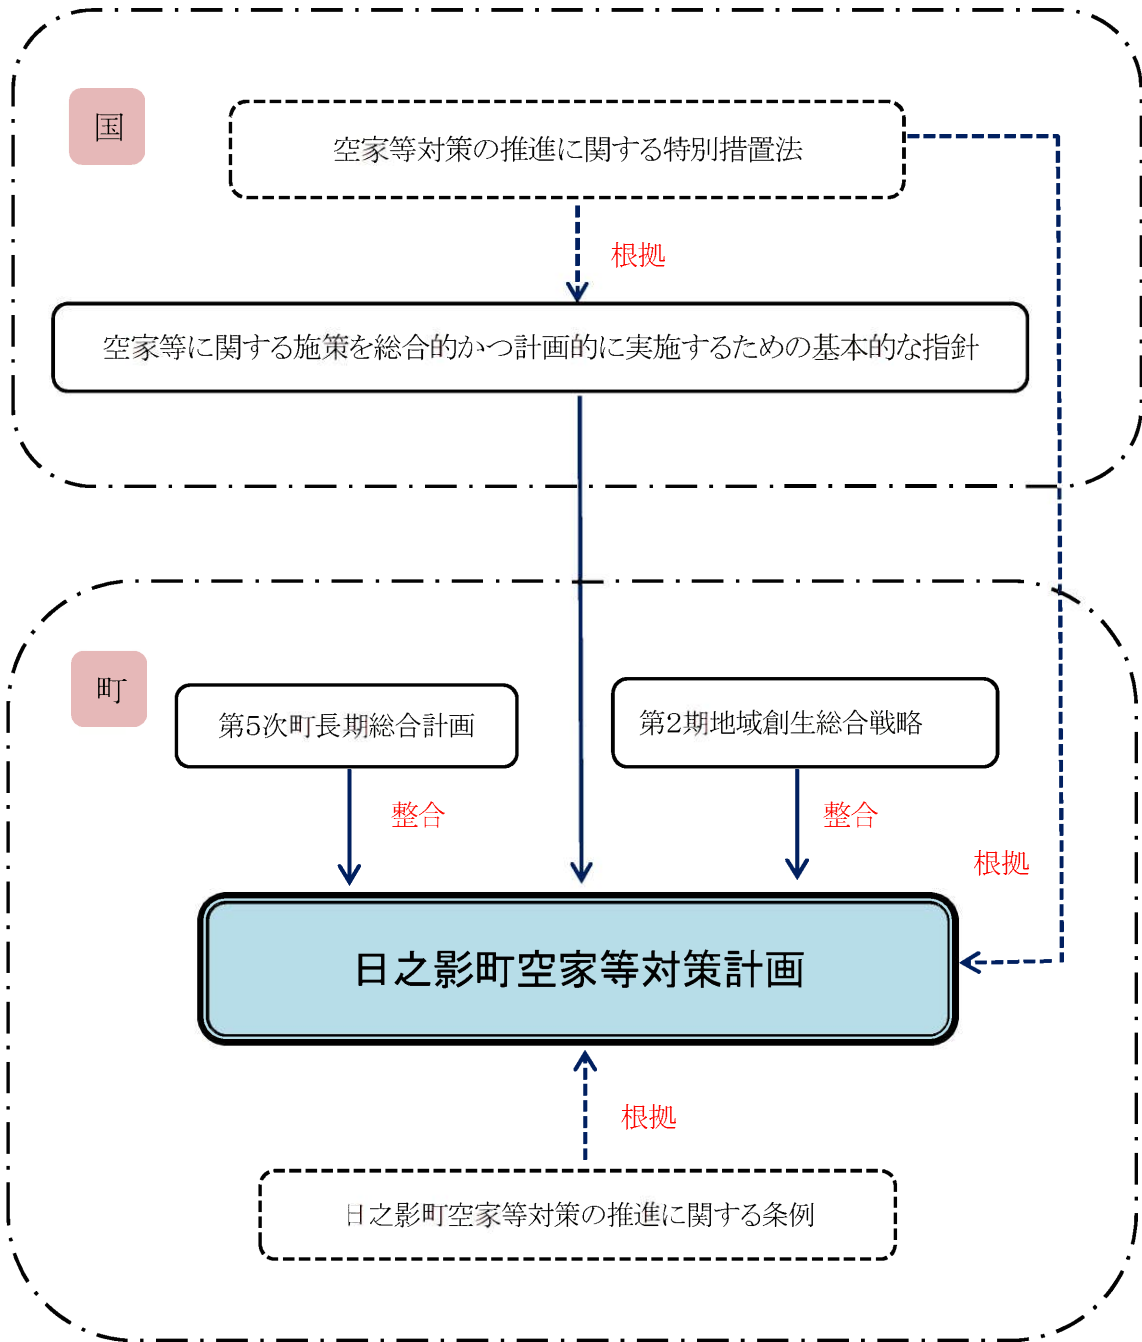 国
空家等対策の推進に関する特別措置法
根拠
空家等に関する施策を総合的かつ計画的に実施するための基本的な指針
町
第5次町長期総合計画
第2期地域創生総合戦略
整合
整合
根拠
日之影町空家等対策計画
根拠
日之影町空家等対策の推進に関する条例